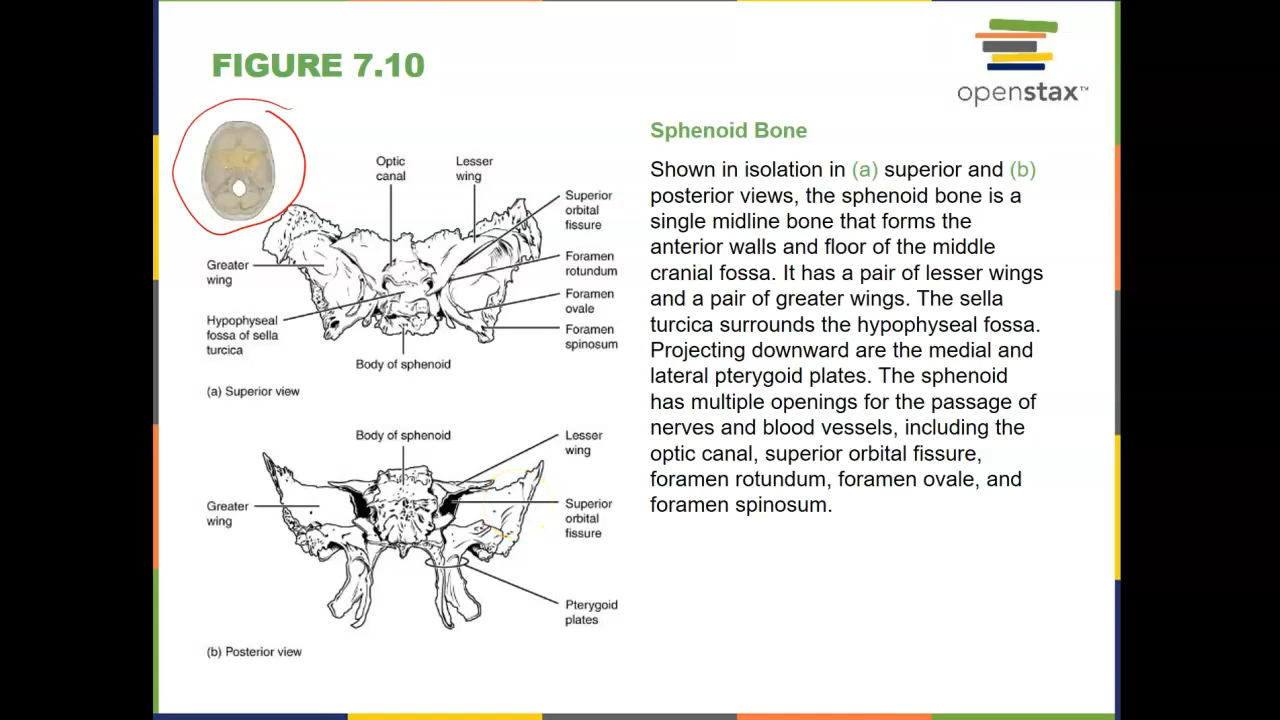 FIGURE 7.10
openstax™
Optic
canal
Lesser
wing
Superior
orbital
fissure
Foramen
rotundum
Foramen
ovale
Foramen
spinosum
Greater
wing
Hypophyseal
fossa of sella
turcica
Body of sphenoid
(a) Superior view
Body of sphenoid
Lesser
wing
Greater
wing
Superior
orbital
fissure
Pterygoid
plates
(b) Posterior view
Sphenoid Bone
Shown in isolation in (a) superior and (b)
posterior views, the sphenoid bone is a
single midline bone that forms the
anterior walls and floor of the middle
cranial fossa. It has a pair of lesser wings
and a pair of greater wings. The sella
turcica surrounds the hypophyseal fossa.
Projecting downward are the medial and
lateral pterygoid plates. The sphenoid
has multiple openings for the passage of
nerves and blood vessels, including the
optic canal, superior orbital fissure,
foramen rotundum, foramen ovale, and
foramen spinosum.